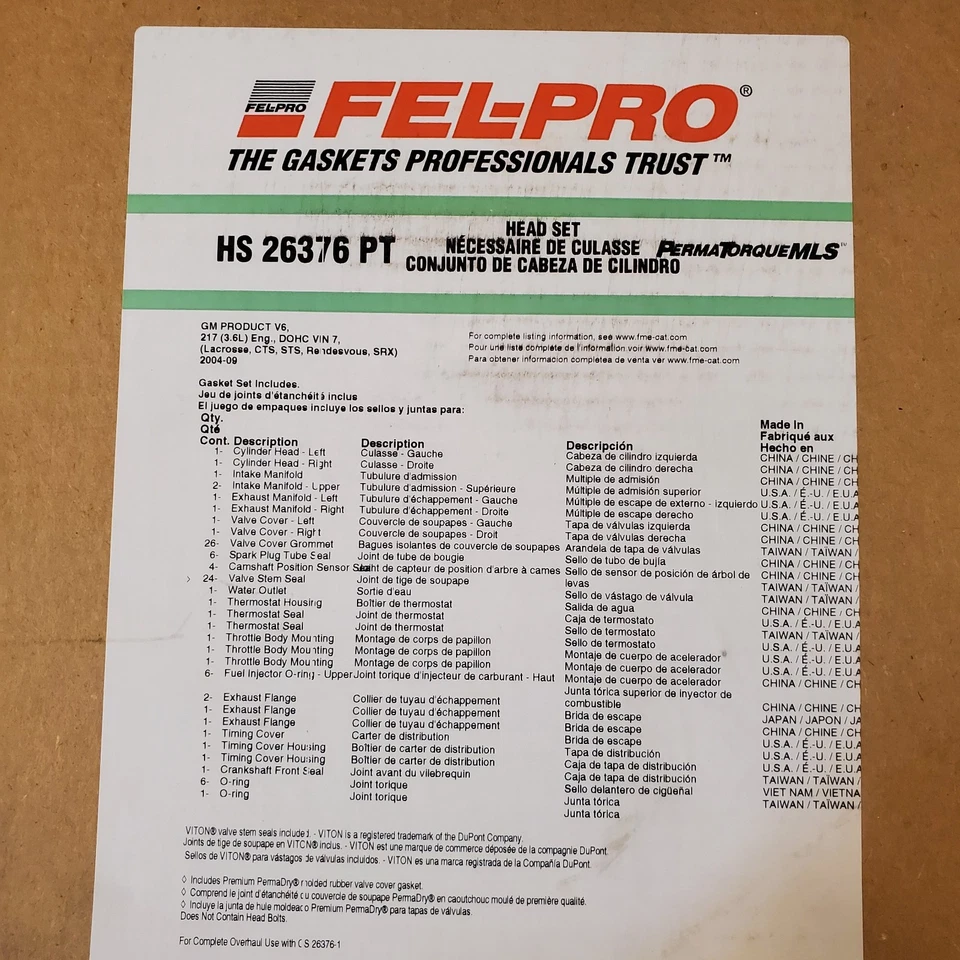 FEL-PRO FEL-PRO®
THE GASKETS PROFESSIONALS TRUST™
HS 26376 PT
HEAD SET
NÉCESSAIRE DE CULASSE
CONJUNTO DE CABEZA DE CILINDRO
PERMATORQUE MLS™
GM PRODUCT V6,
217 (3.6L) Eng., DOHC VIN 7,
(Lacrosse, CTS, STS, Rendesvous, SRX)
2004-09
For complete listing information, see www.fme-cat.com
Pour une liste complète de l'information voir www.fme-cat.com
Para obtener informacion completea de venta ver www.fme-cat.com
Gasket Set Includes.
Jeu de joints d'étanchéité inclus
El juego de empaques incluye los sellos y juntas para:
Qty.
Qté
Cont. Description Description Descripción
Made In
Fabriqué aux
Hecho en
1- Cylinder Head - Left Culasse - Gauche Cabeza de cilindro izquierda CHINA / CHINE / CH
1- Cylinder Head - Right Culasse - Droite Cabeza de cilindro derecha CHINA / CHINE / CH
1- Intake Manifold Tubulure d'admission Múltiple de admisión CHINA / CHINE / CH
2- Intake Manifold - Upper Tubulure d'admission - Supérieure Múltiple de admisión superior U.S.A. / É.-U. / E.U.A
1- Exhaust Manifold - Left Tubulure d'échappement - Gauche Múltiple de escape de externo - izquierdo U.S.A. / É.-U. / E.U.A
1- Exhaust Manifold - Right Tubulure d'échappement - Droite Múltiple de escape derecho U.S.A. / É.-U. / E.U.A
1- Valve Cover - Left Couvercle de soupapes - Gauche Tapa de válvulas izquierda CHINA / CHINE / CH
1- Valve Cover - Right Couvercle de soupapes - Droit Tapa de válvulas derecha CHINA / CHINE / CH
26- Valve Cover Grommet Bagues isolantes de couvercle de soupapes Arandela de tapa de válvulas TAIWAN / TAÏWAN /
6- Spark Plug Tube Seal Joint de tube de bougie Sello de tubo de bujía CHINA / CHINE / CH
4- Camshaft Position Sensor Seal Joint de capteur de position d'arbre à cames Sello de sensor de posición de árbol de levas CHINA / CHINE / CH
24- Valve Stem Seal Joint de tige de soupape Sello de vástago de válvula TAIWAN / TAÏWAN /
1- Water Outlet Sortie d'eau Salida de agua TAIWAN / TAÏWAN /
1- Thermostat Housing Boîtier de thermostat Caja de termostato CHINA / CHINE / CH
1- Thermostat Seal Joint de thermostat Sello de termostato U.S.A. / É.-U. / E.U.A
1- Thermostat Seal Joint de thermostat Sello de termostato TAIWAN / TAÏWAN /
1- Throttle Body Mounting Montage de corps de papillon Montaje de cuerpo de acelerador U.S.A. / É.-U. / E.U.A
1- Throttle Body Mounting Montage de corps de papillon Montaje de cuerpo de acelerador U.S.A. / É.-U. / E.U.A
1- Throttle Body Mounting Montage de corps de papillon Montaje de cuerpo de acelerador U.S.A. / É.-U. / E.U.A
6- Fuel Injector O-ring - Upper Joint torique d'injecteur de carburant - Haut Junta tórica superior de inyector de combustible CHINA / CHINE / CH
2- Exhaust Flange Collier de tuyau d'échappement Brida de escape CHINA / CHINE / CH
1- Exhaust Flange Collier de tuyau d'échappement Brida de escape JAPAN / JAPON / JA
1- Exhaust Flange Collier de tuyau d'échappement Brida de escape CHINA / CHINE / CH
1- Timing Cover Carter de distribution Tapa de distribución U.S.A. / É.-U. / E.U.A
1- Timing Cover Housing Boîtier de carter de distribution Caja de tapa de distribución U.S.A. / É.-U. / E.U.A
1- Timing Cover Housing Boîtier de carter de distribution Caja de tapa de distribución U.S.A. / É.-U. / E.U.A
1- Crankshaft Front Seal Joint avant du vilebrequin Sello delantero de cigüeñal TAIWAN / TAÏWAN /
6- O-ring Joint torique Junta tórica VIET NAM / VIETNA
1- O-ring Joint torique Junta tórica TAIWAN / TAÏWAN /
VITON® valve stem seals included. - VITON is a registered trademark of the DuPont Company.
Joints de tige de soupape en VITON® inclus. - VITON est une marque de commerce déposée de la compagnie DuPont.
Sellos de VITON® para vástagos de válvulas incluidos. - VITON es una marca registrada de la Compañía DuPont.
◊ Includes Premium PermaDry® molded rubber valve cover gasket.
◊ Comprend le joint d'étanchéité du couvercle de soupape PermaDry® en caoutchouc moulé de première qualité.
◊ Incluye la junta de hule moldeado Premium PermaDry® para tapas de válvulas.
Does Not Contain Head Bolts.
For Complete Overhaul Use with CS 26376-1